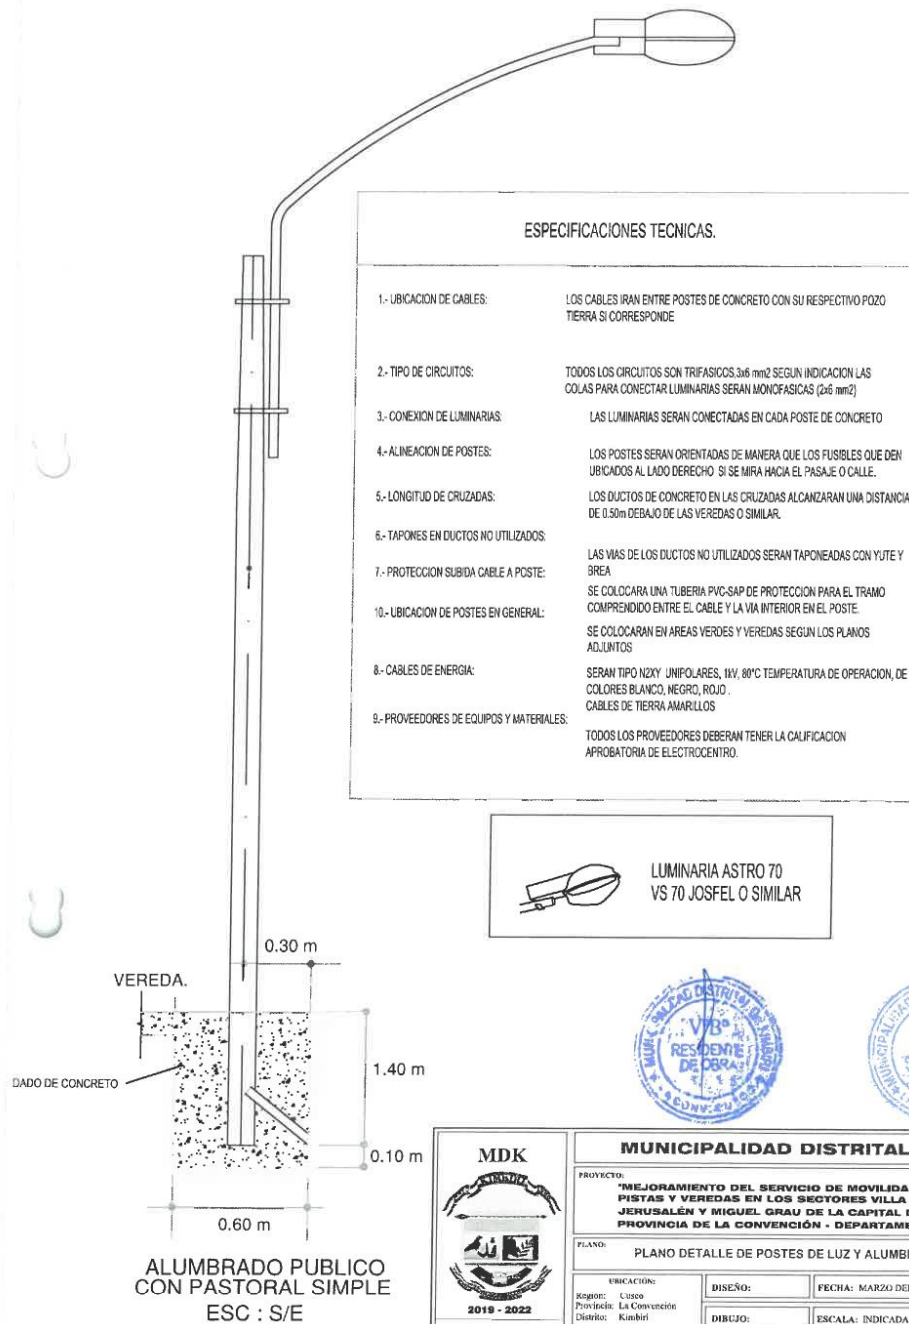 ESPECIFICACIONES TECNICAS.
1.- UBICACION DE CABLES:
LOS CABLES IRAN ENTRE POSTES DE CONCRETO CON SU RESPECTIVO POZO
TIERRA SI CORRESPONDE
2.- TIPO DE CIRCUITOS:
TODOS LOS CIRCUITOS SON TRIFASICOS,3x6 mm2 SEGUN INDICACION LAS
COLAS PARA CONECTAR LUMINARIAS SERAN MONOFASICAS (2x6 mm2)
3.- CONEXION DE LUMINARIAS:
LAS LUMINARIAS SERAN CONECTADAS EN CADA POSTE DE CONCRETO
4.- ALINEACION DE POSTES:
LOS POSTES SERAN ORIENTADAS DE MANERA QUE LOS FUSIBLES QUE DEN
UBICADOS AL LADO DERECHO SI SE MIRA HACIA EL PASAJE O CALLE.
5.- LONGITUD DE CRUZADAS:
LOS DUCTOS DE CONCRETO EN LAS CRUZADAS ALCANZARAN UNA DISTANCIA
DE 0.50m DEBAJO DE LAS VEREDAS O SIMILAR.
6.- TAPONES EN DUCTOS NO UTILIZADOS:
LAS VIAS DE LOS DUCTOS NO UTILIZADOS SERAN TAPONEADAS CON YUTE Y
BREA
7.- PROTECCION SUBIDA CABLE A POSTE:
SE COLOCARA UNA TUBERIA PVC-SAP DE PROTECCION PARA EL TRAMO
COMPRENDIDO ENTRE EL CABLE Y LA VIA INTERIOR EN EL POSTE.
10.- UBICACION DE POSTES EN GENERAL:
SE COLOCARAN EN AREAS VERDES Y VEREDAS SEGUN LOS PLANOS
ADJUNTOS
8.- CABLES DE ENERGIA:
SERAN TIPO N2XY UNIPOLARES, 1kV, 80°C TEMPERATURA DE OPERACION, DE
COLORES BLANCO, NEGRO, ROJO .
CABLES DE TIERRA AMARILLOS
9.- PROVEEDORES DE EQUIPOS Y MATERIALES:
TODOS LOS PROVEEDORES DEBERAN TENER LA CALIFICACION
APROBATORIA DE ELECTROCENTRO.
LUMINARIA ASTRO 70
VS 70 JOSFEL O SIMILAR
0.30 m
VEREDA.
DADO DE CONCRETO
1.40 m
0.10 m
0.60 m
ALUMBRADO PUBLICO
CON PASTORAL SIMPLE
ESC : S/E
MUNICIPALIDAD DISTRITAL DE KIMBIRI
V°B°
RESIDENTE
DE OBRA
MDK
KIMBIRI
2019 - 2022
MUNICIPALIDAD DISTRITAL
PROYECTO:
"MEJORAMIENTO DEL SERVICIO DE MOVILIDA
PISTAS Y VEREDAS EN LOS SECTORES VILLA
JERUSALÉN Y MIGUEL GRAU DE LA CAPITAL D
PROVINCIA DE LA CONVENCIÓN - DEPARTAME
PLANO:
PLANO DETALLE DE POSTES DE LUZ Y ALUMB
UBICACIÓN:
Region: Cusco
Provincia: La Convención
Distrito: Kimbiri
DISEÑO:
FECHA: MARZO DEL
DIBUJO:
ESCALA: INDICADA